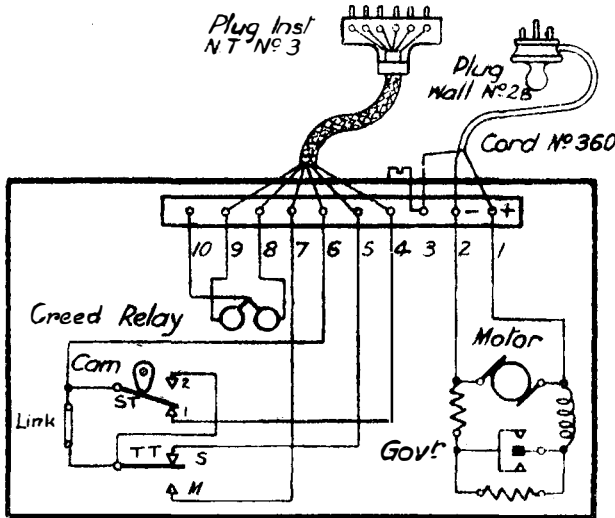 Plug Inst
N.T Nº 3
Plug
Wall Nº 2B
Cord Nº 360
- +
10 9 8 7 6 5 4 3 2 1
Creed Relay
Motor
Cam
2
ST
1
Link
TT S
Govr
M